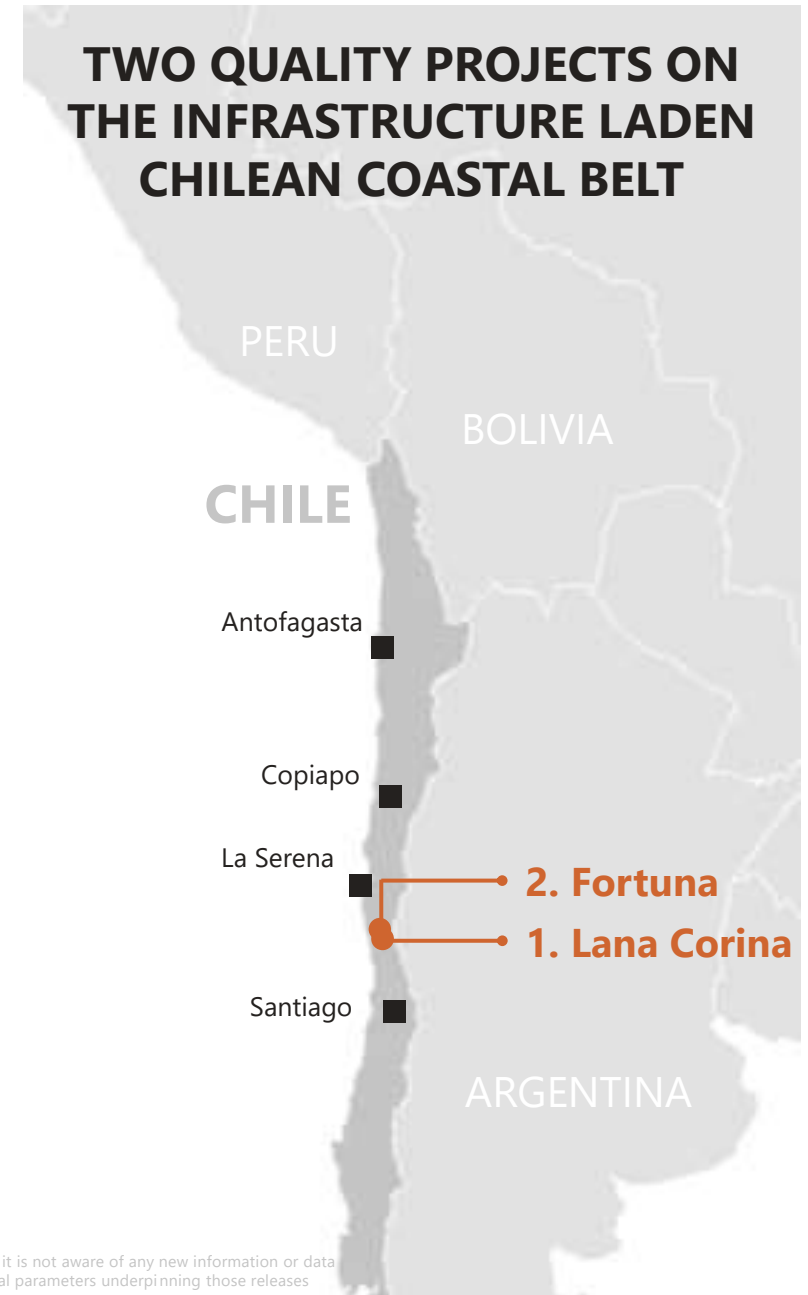 TWO QUALITY PROJECTS ON
THE INFRASTRUCTURE LADEN
CHILEAN COASTAL BELT
PERU
BOLIVIA
CHILE
Antofagasta
Copiapo
La Serena
2. Fortuna
1. Lana Corina
Santiago
ARGENTINA
it is not aware of any new information or data
al parameters underpinning those releases